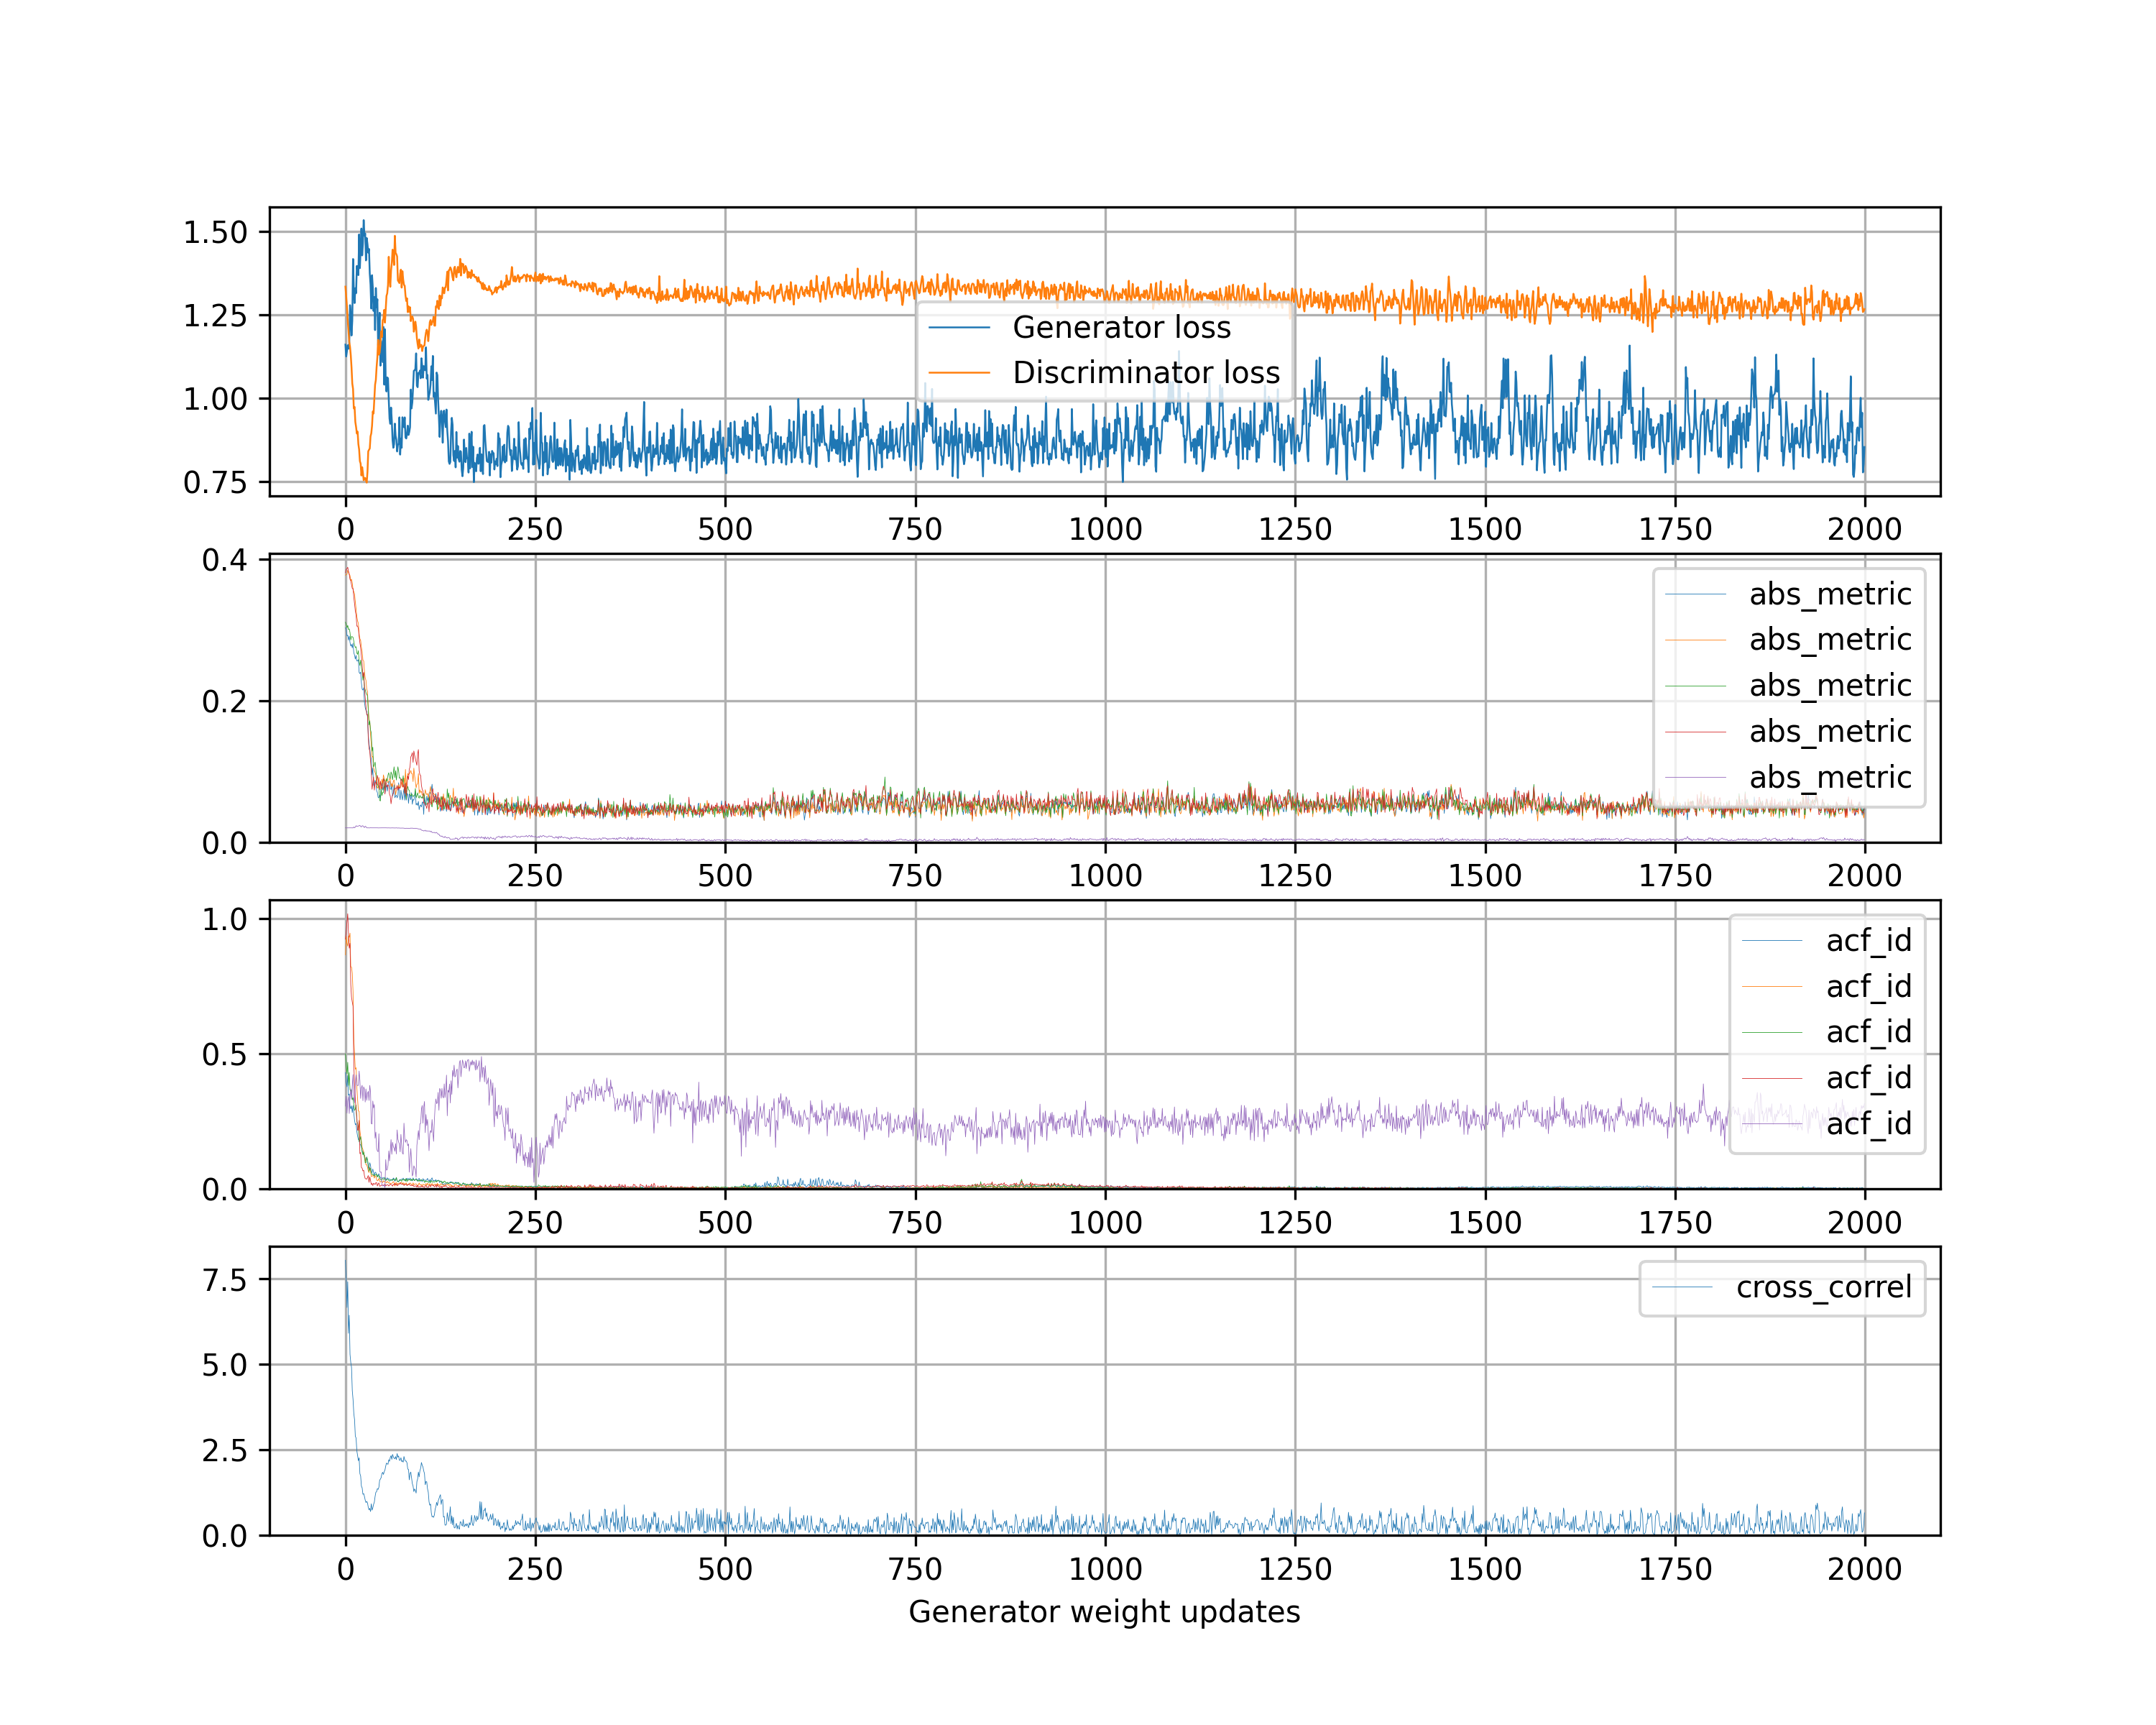 1.50
1.25
1.00
0.75
Generator loss
Discriminator loss
0 250 500 750 1000 1250 1500 1750 2000
0.4
0.2
0.0
abs_metric
abs_metric
abs_metric
abs_metric
abs_metric
0 250 500 750 1000 1250 1500 1750 2000
1.0
0.5
0.0
acf_id
acf_id
acf_id
acf_id
acf_id
0 250 500 750 1000 1250 1500 1750 2000
7.5
5.0
2.5
0.0
cross_correl
0 250 500 750 1000 1250 1500 1750 2000
Generator weight updates